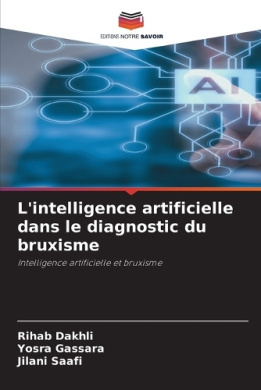 EDITIONS NOTRE SAVOIR
AI
L'intelligence artificielle
dans le diagnostic du
bruxisme
Intelligence artificielle et bruxisme
Rihab Dakhli
Yosra Gassara
Jilani Saafi